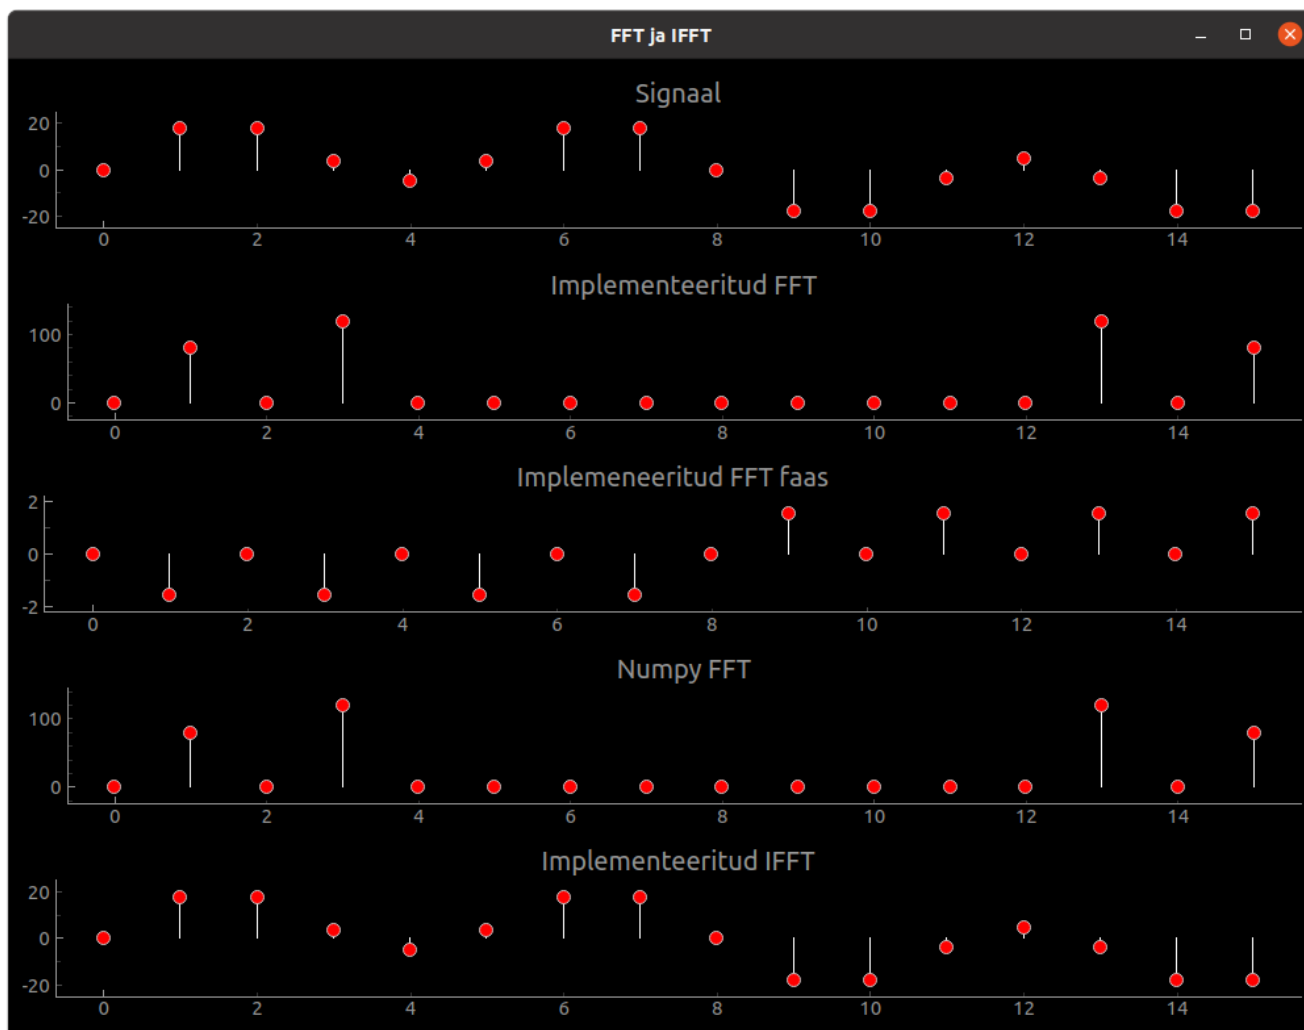 FFT ja IFFT
Signaal
20
0
-20
0 2 4 6 8 10 12 14
Implementeeritud FFT
100
0
0 2 4 6 8 10 12 14
Implemeneeritud FFT faas
2
0
-2
0 2 4 6 8 10 12 14
Numpy FFT
100
0
0 2 4 6 8 10 12 14
Implementeeritud IFFT
20
0
-20
0 2 4 6 8 10 12 14